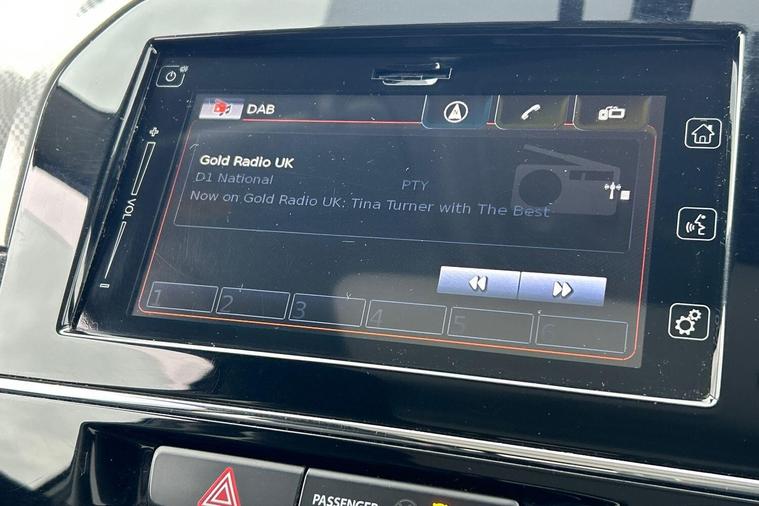 DAB
Gold Radio UK
D1 National PTY
Now on Gold Radio UK: Tina Turner with The Best
VOL
1 2 3 4 5 6
PASSENGER